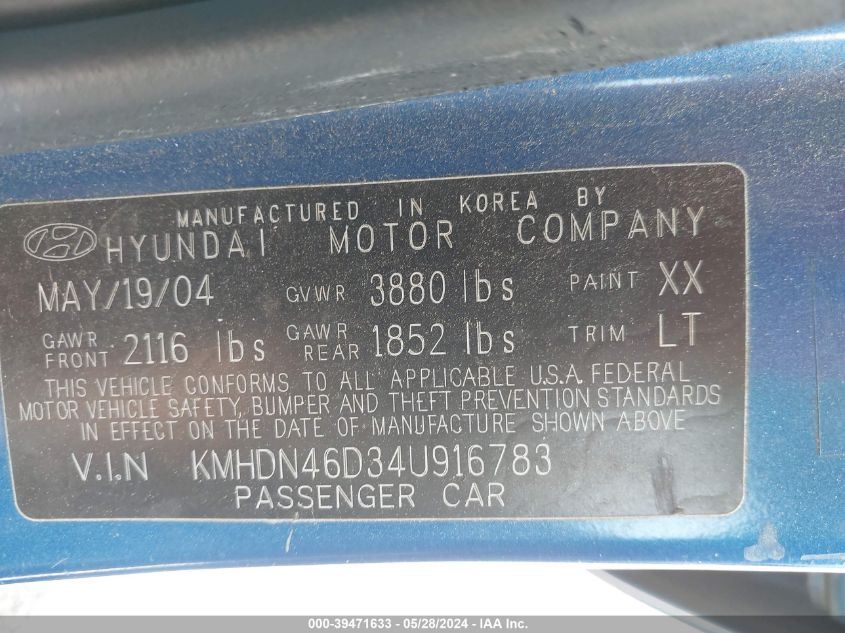 MANUFACTURED IN KOREA BY
HYUNDAI MOTOR COMPANY
MAY/19/04 GVWR 3880 lbs PAINT XX
GAWR FRONT 2116 lbs GAWR REAR 1852 lbs TRIM LT
THIS VEHICLE CONFORMS TO ALL APPLICABLE U.S.A. FEDERAL
MOTOR VEHICLE SAFETY, BUMPER AND THEFT PREVENTION STANDARDS
IN EFFECT ON THE DATE OF MANUFACTURE SHOWN ABOVE
V.I.N KMHDN46D34U916783
PASSENGER CAR
000-39471633 - 05/28/2024 - IAA Inc.